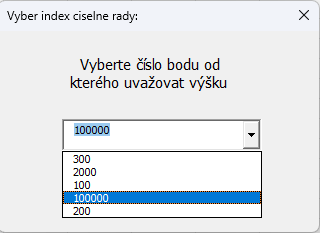 Vyber index ciselne rady:
Vyberte číslo bodu od
kterého uvažovat výšku
100000
300
2000
100
100000
200